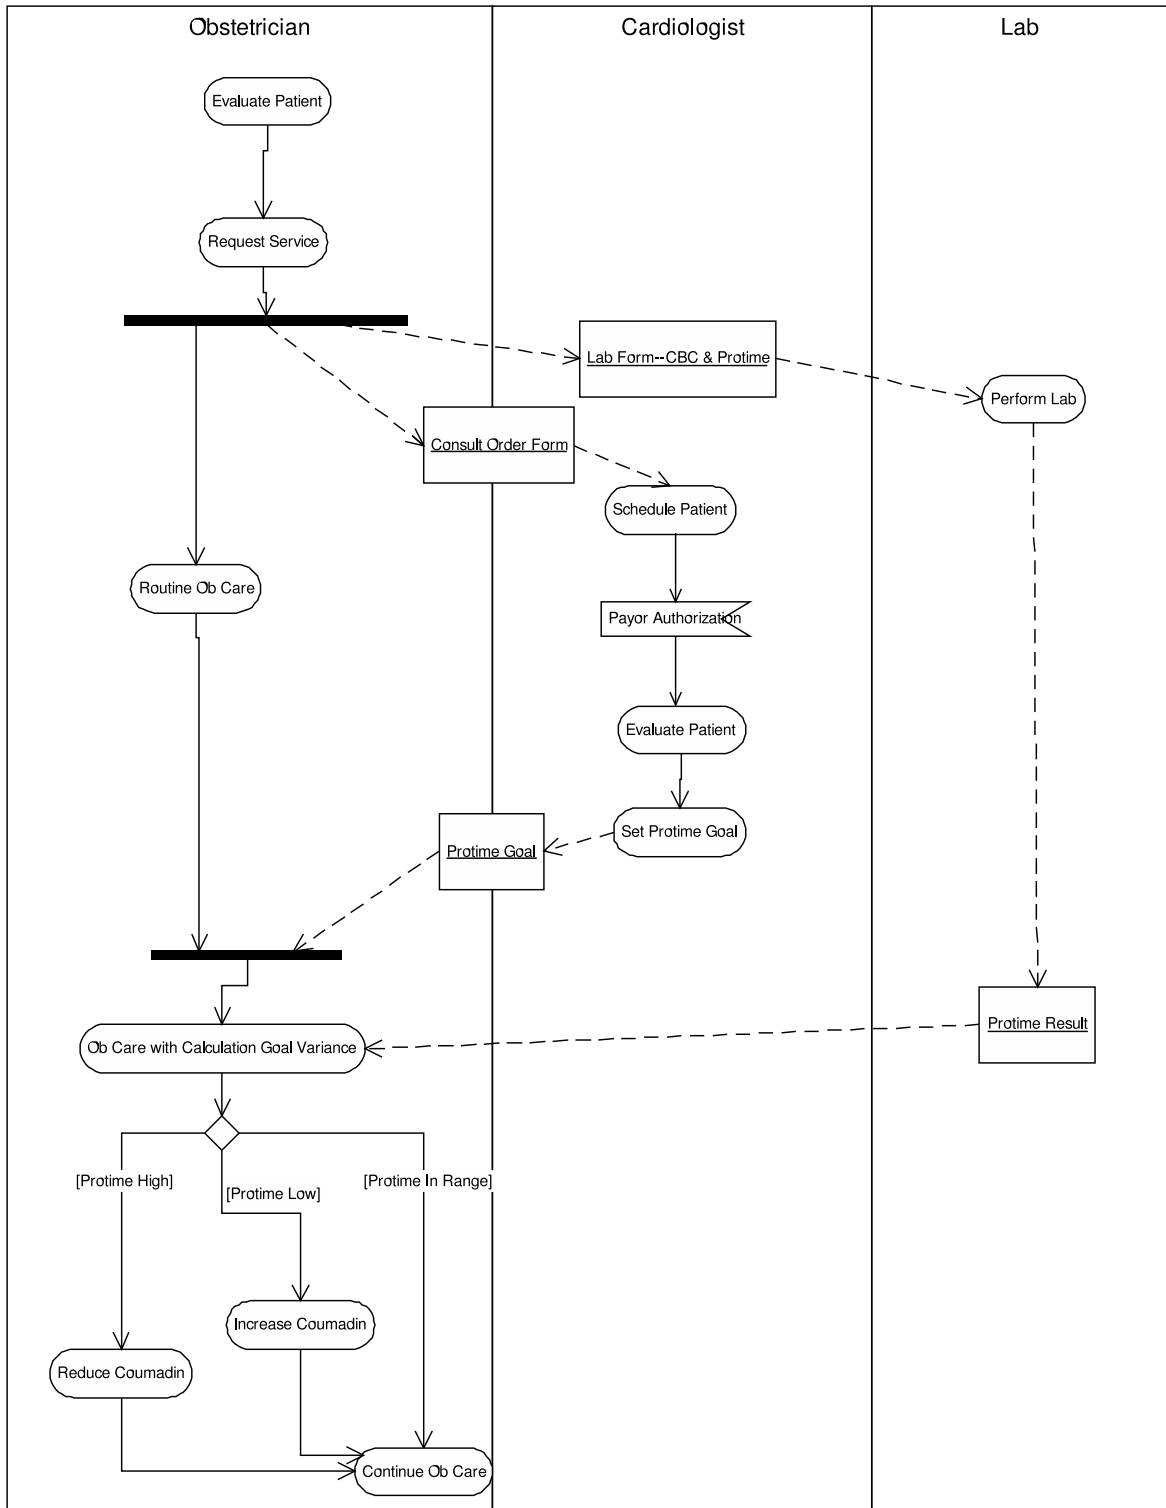 Obstetrician
Cardiologist
Lab
Evaluate Patient
Request Service
Lab Form--CBC & Protime
Perform Lab
Consult Order Form
Schedule Patient
Routine Ob Care
Payor Authorization
Evaluate Patient
Set Protime Goal
Protime Goal
Protime Result
Ob Care with Calculation Goal Variance
[Protime High]
[Protime Low]
[Protime In Range]
Increase Coumadin
Reduce Coumadin
Continue Ob Care